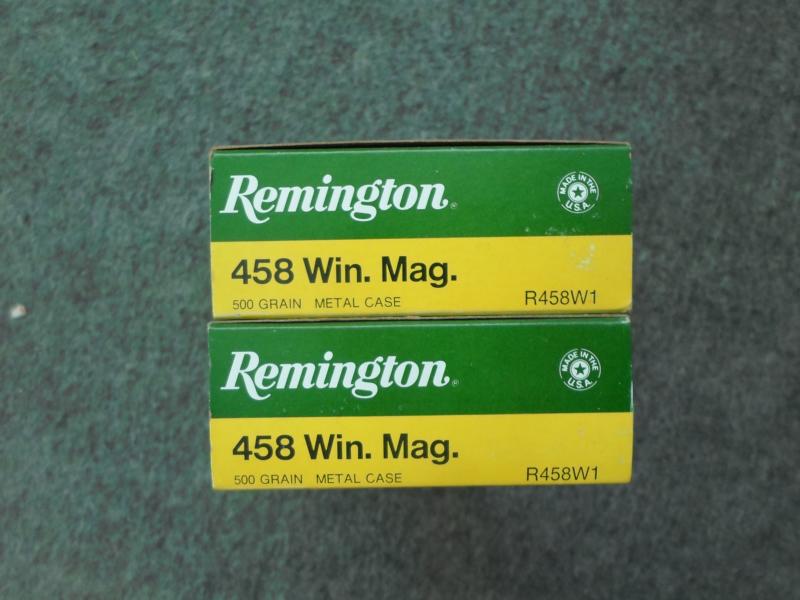 Remington®
MADE IN THE
U.S.A.
458 Win. Mag.
500 GRAIN METAL CASE R458W1
Remington®
MADE IN THE
U.S.A.
458 Win. Mag.
500 GRAIN METAL CASE R458W1